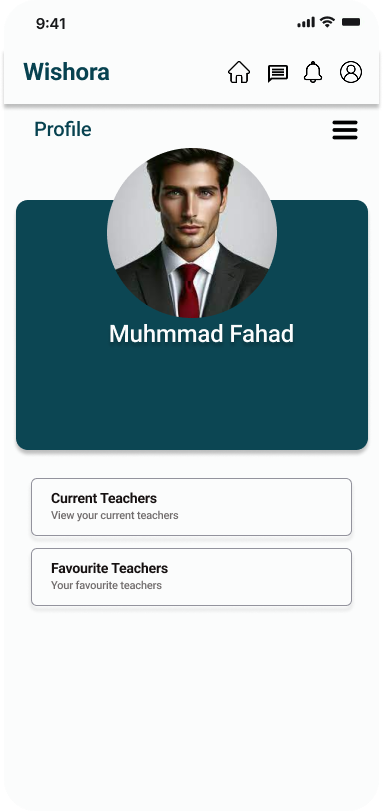 9:41
Wishora
Profile
Muhmmad Fahad
Current Teachers
View your current teachers
Favourite Teachers
Your favourite teachers